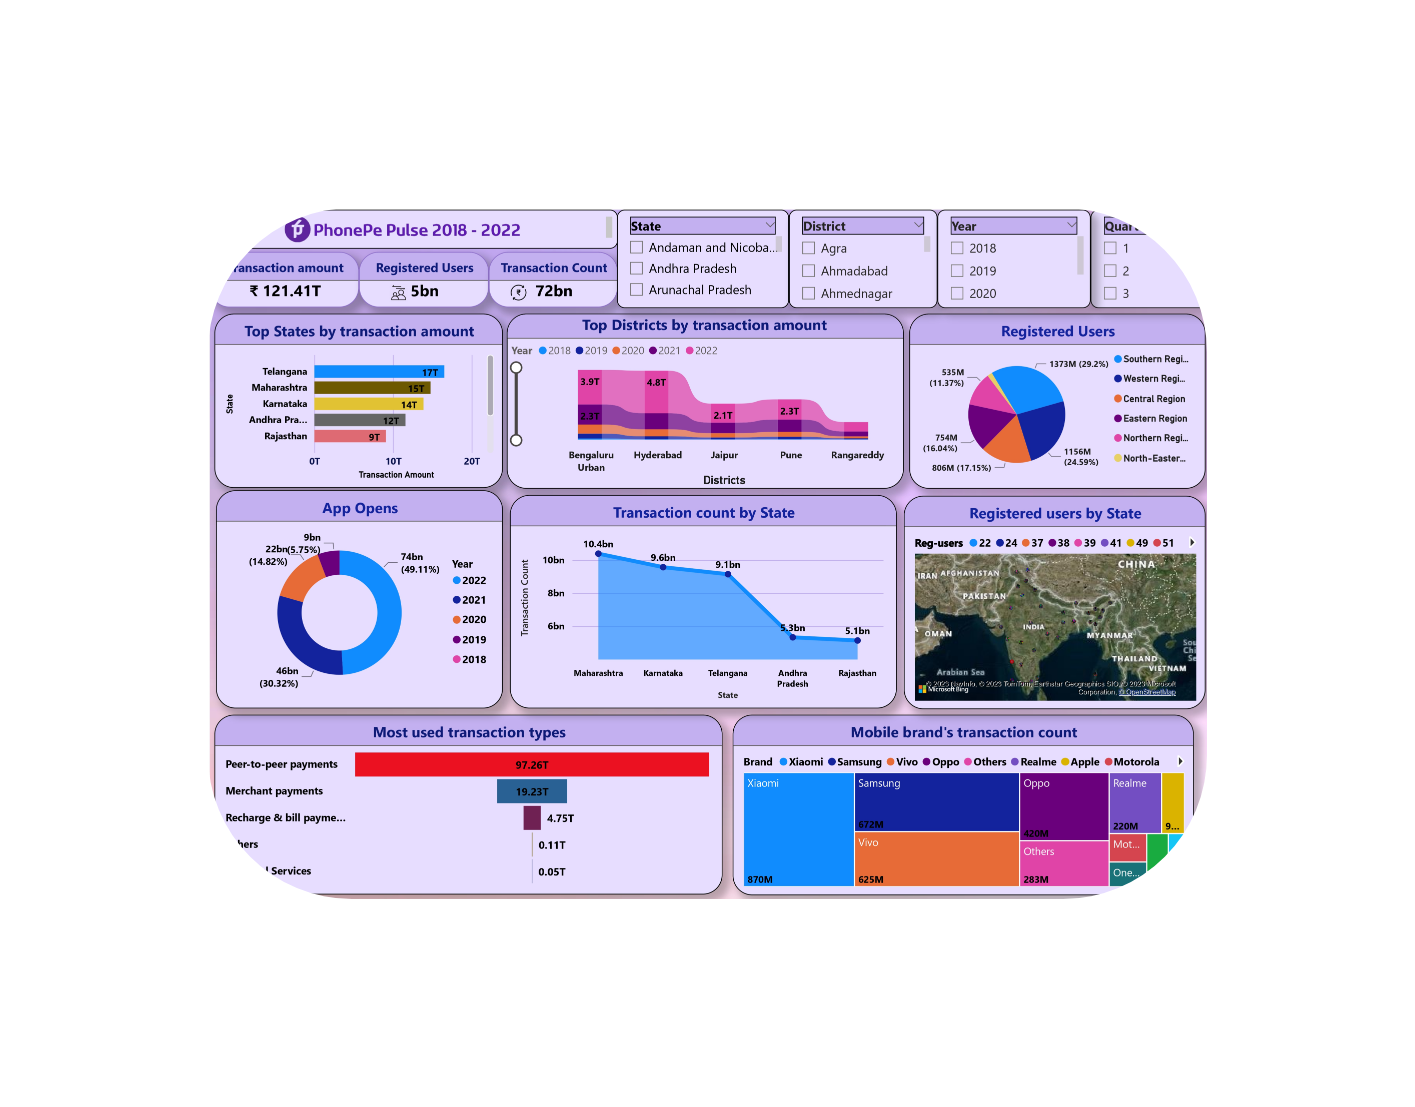 PhonePe Pulse 2018 - 2022
State
Andaman and Nicoba...
Andhra Pradesh
Arunachal Pradesh
District
Agra
Ahmadabad
Ahmednagar
Year
2018
2019
2020
1
2
3
amount
₹ 121.41T
Registered Users
5bn
Transaction Count
72bn
Top States by transaction amount
State
Telangana 17T
Maharashtra 15T
Karnataka 14T
Andhra Pra... 12T
Rajasthan 9T
0T 10T 20T
Transaction Amount
Top Districts by transaction amount
Year 2018 2019 2020 2021 2022
3.9T 4.8T
2.3T 2.1T 2.3T
Bengaluru Urban
Hyderabad
Jaipur
Pune
Rangareddy
Districts
Registered Users
1373M (29.2%)
1156M
(24.59%)
806M (17.15%)
754M
(16.04%)
535M
(11.37%)
Southern Regi...
Western Regi...
Central Region
Eastern Region
Northern Regi...
North-Easter...
App Opens
9bn
(5.75%)
22bn
(14.82%)
74bn
(49.11%)
46bn
(30.32%)
Year
2022
2021
2020
2019
2018
Transaction count by State
Transaction Count
10bn
8bn
6bn
10.4bn
9.6bn
9.1bn
5.3bn
5.1bn
Maharashtra
Karnataka
Telangana
Andhra Pradesh
Rajasthan
State
Registered users by State
Reg-users 22 24 37 38 39 41 49 51
CHINA
IRAN
AFGHANISTAN
PAKISTAN
OMAN
INDIA
MYANMAR
THAILAND
VIETNAM
Arabian Sea
Microsoft Bing
Corporation, © OpenStreetMap
Most used transaction types
Peer-to-peer payments 97.26T
Merchant payments 19.23T
Recharge & bill payme... 4.75T
0.11T
Services 0.05T
Mobile brand's transaction count
Brand Xiaomi Samsung Vivo Oppo Others Realme Apple Motorola
Xiaomi
870M
Samsung
672M
Vivo
625M
Oppo
420M
Others
283M
Realme
220M
9...
Mot...
One...